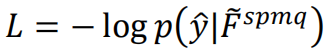 L = − log p(ŷ|F̃^{spmq})